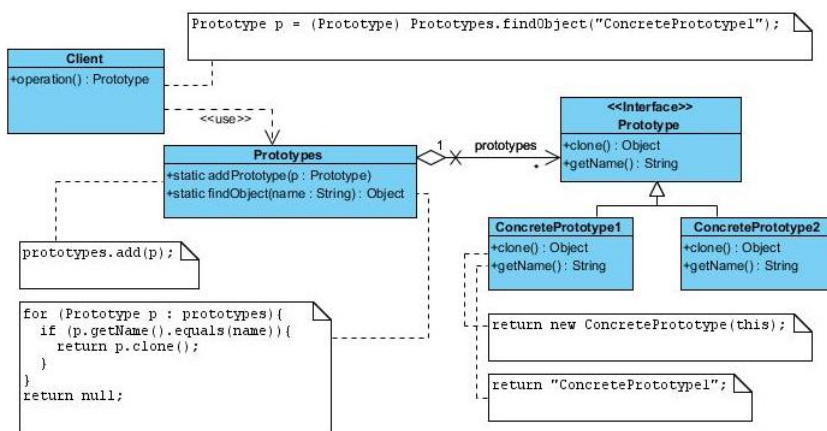 Prototype p = (Prototype) Prototypes.findObject("ConcretePrototype1");
Client
+operation() : Prototype
<<use>>
Prototypes
+static addPrototype(p : Prototype)
+static findObject(name : String) : Object
1
prototypes
*
<<Interface>>
Prototype
+clone() : Object
+getName() : String
ConcretePrototype1
+clone() : Object
+getName() : String
ConcretePrototype2
+clone() : Object
+getName() : String
prototypes.add(p);
for (Prototype p : prototypes){
if (p.getName().equals(name)){
return p.clone();
}
}
return null;
return new ConcretePrototype(this);
return "ConcretePrototype1";